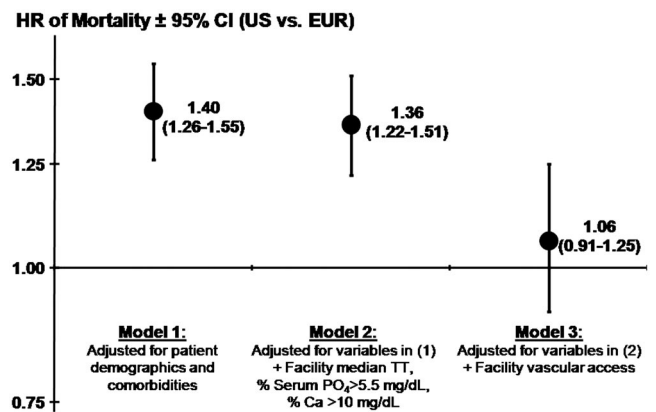 HR of Mortality ± 95% CI (US vs. EUR)
1.50
1.40
(1.26-1.55)
1.36
(1.22-1.51)
1.25
1.06
(0.91-1.25)
1.00
Model 1:
Adjusted for patient
demographics and
comorbidities
Model 2:
Adjusted for variables in (1)
+ Facility median TT,
% Serum PO₄>5.5 mg/dL,
% Ca >10 mg/dL
Model 3:
Adjusted for variables in (2)
+ Facility vascular access
0.75